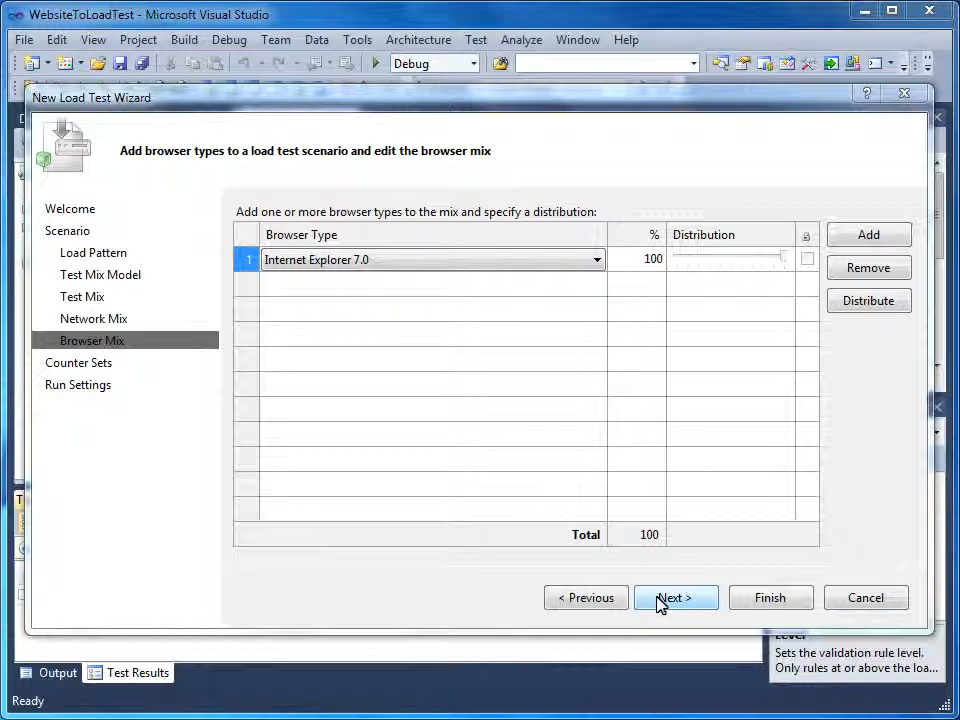 WebsiteToLoadTest - Microsoft Visual Studio
File Edit View Project Build Debug Team Data Tools Architecture Test Analyze Window Help
Debug
New Load Test Wizard
?
Add browser types to a load test scenario and edit the browser mix
Welcome
Scenario
Load Pattern
Test Mix Model
Test Mix
Network Mix
Browser Mix
Counter Sets
Run Settings
Add one or more browser types to the mix and specify a distribution:
Browser Type % Distribution
1 Internet Explorer 7.0 100
Total 100
Add
Remove
Distribute
< Previous Next > Finish Cancel
Level
Sets the validation rule level.
Only rules at or above the loa...
Output Test Results
Ready